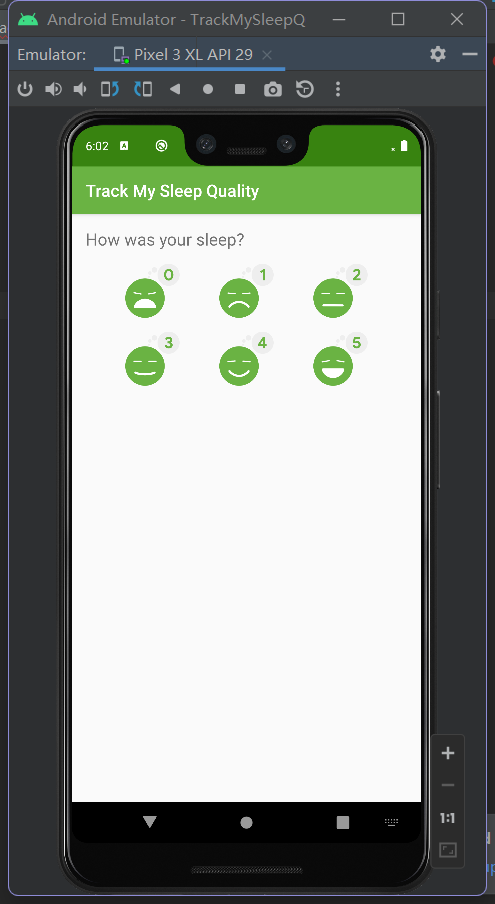 Android Emulator - TrackMySleepQ
Emulator: Pixel 3 XL API 29
6:02 A
Track My Sleep Quality
How was your sleep?
0 1 2
3 4 5
1:1